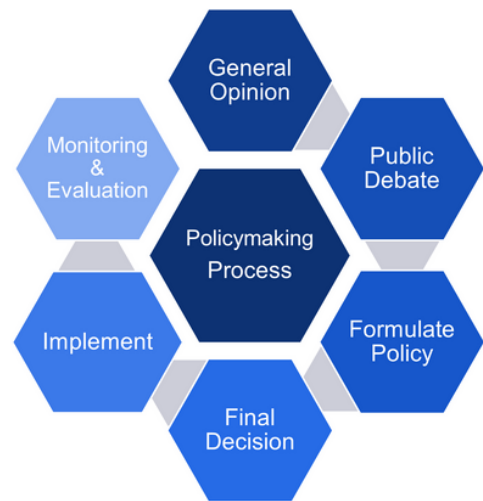 General
Opinion
Public
Debate
Formulate
Policy
Final
Decision
Implement
Monitoring
&
Evaluation
Policymaking
Process